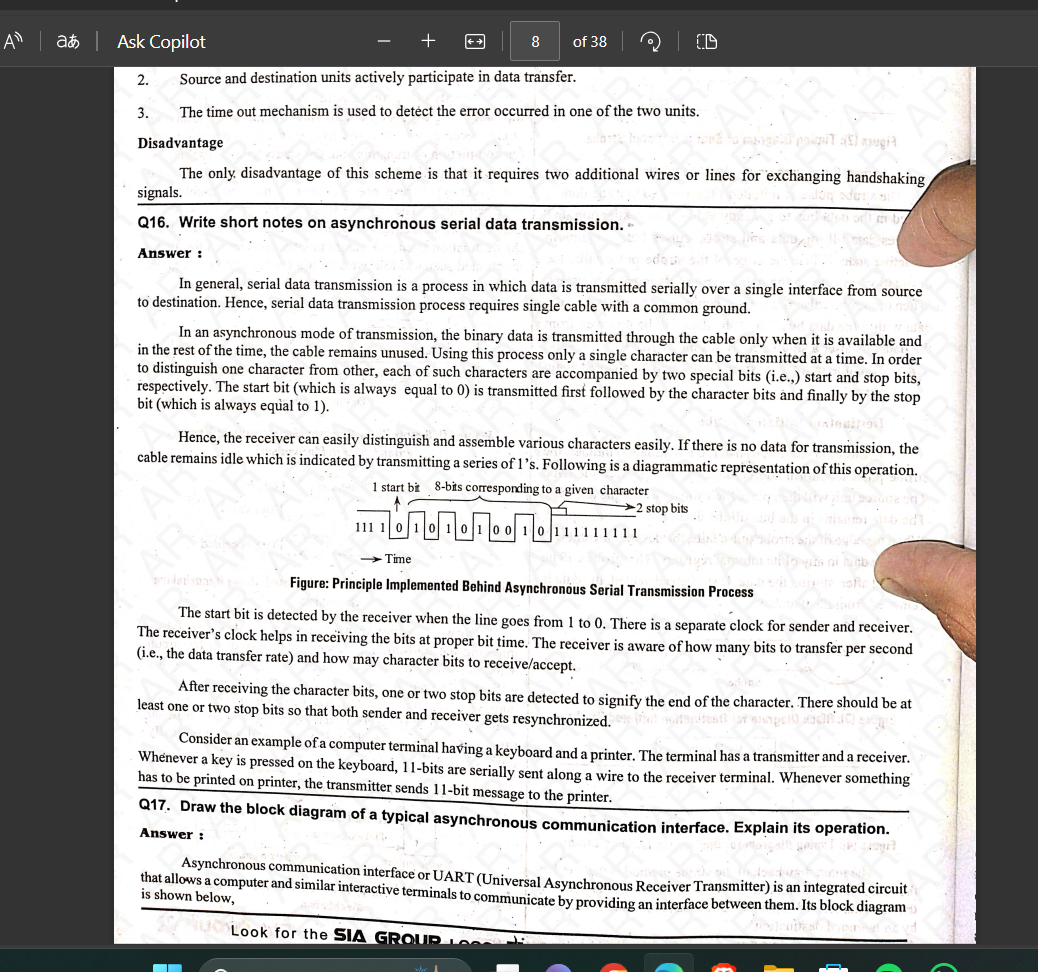 Ask Copilot
8 of 38
2. Source and destination units actively participate in data transfer.
3. The time out mechanism is used to detect the error occurred in one of the two units.
Disadvantage
The only disadvantage of this scheme is that it requires two additional wires or lines for exchanging handshaking
signals.
Q16. Write short notes on asynchronous serial data transmission.
Answer :
In general, serial data transmission is a process in which data is transmitted serially over a single interface from source
to destination. Hence, serial data transmission process requires single cable with a common ground.
In an asynchronous mode of transmission, the binary data is transmitted through the cable only when it is available and
in the rest of the time, the cable remains unused. Using this process only a single character can be transmitted at a time. In order
to distinguish one character from other, each of such characters are accompanied by two special bits (i.e.,) start and stop bits,
respectively. The start bit (which is always equal to 0) is transmitted first followed by the character bits and finally by the stop
bit (which is always equal to 1).
Hence, the receiver can easily distinguish and assemble various characters easily. If there is no data for transmission, the
cable remains idle which is indicated by transmitting a series of 1's. Following is a diagrammatic representation of this operation.
1 start bit 8-bits corresponding to a given character
2 stop bits
111 1 0 1 0 1 0 1 0 0 1 0 1 1 1 1 1 1 1 1 1
Time
Figure: Principle Implemented Behind Asynchronous Serial Transmission Process
The start bit is detected by the receiver when the line goes from 1 to 0. There is a separate clock for sender and receiver.
The receiver's clock helps in receiving the bits at proper bit time. The receiver is aware of how many bits to transfer per second
(i.e., the data transfer rate) and how may character bits to receive/accept.
After receiving the character bits, one or two stop bits are detected to signify the end of the character. There should be at
least one or two stop bits so that both sender and receiver gets resynchronized.
Consider an example of a computer terminal having a keyboard and a printer. The terminal has a transmitter and a receiver.
Whenever a key is pressed on the keyboard, 11-bits are serially sent along a wire to the receiver terminal. Whenever something
has to be printed on printer, the transmitter sends 11-bit message to the printer.
Q17. Draw the block diagram of a typical asynchronous communication interface. Explain its operation.
Answer :
Asynchronous communication interface or UART (Universal Asynchronous Receiver Transmitter) is an integrated circuit
that allows a computer and similar interactive terminals to communicate by providing an interface between them. Its block diagram
is shown below,
Look for the SIA GROUP